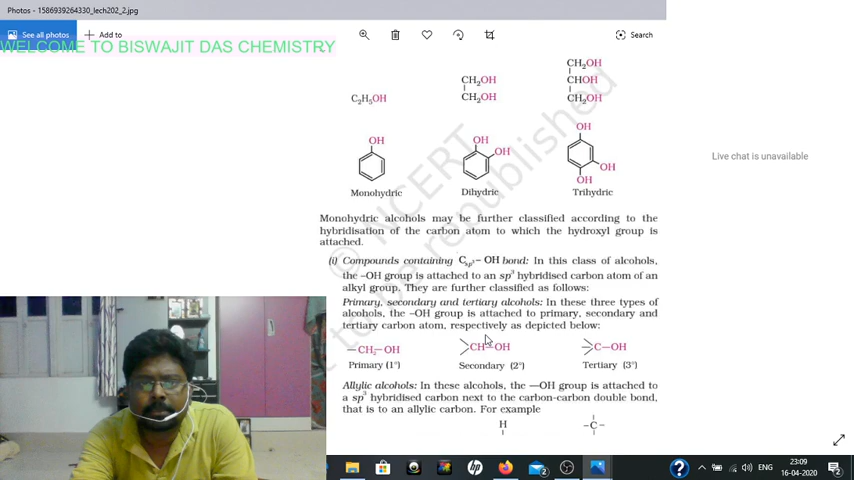 Photos - 1586939264330_lech202_2.jpg
See all photos
Add to
Search
WELCOME TO BISWAJIT DAS CHEMISTRY
C2H5OH
CH2OH
CH2OH
CH2OH
CHOH
CH2OH
OH
OH
OH
OH
OH
OH
Monohydric
Dihydric
Trihydric
© NCERT
not to be republished
Live chat is unavailable
Monohydric alcohols may be further classified according to the
hybridisation of the carbon atom to which the hydroxyl group is
attached.
(i) Compounds containing Csp3 – OH bond: In this class of alcohols,
the –OH group is attached to an sp3 hybridised carbon atom of an
alkyl group. They are further classified as follows:
Primary, secondary and tertiary alcohols: In these three types of
alcohols, the –OH group is attached to primary, secondary and
tertiary carbon atom, respectively as depicted below:
—CH2—OH
CH—OH
C—OH
Primary (1°)
Secondary (2°)
Tertiary (3°)
Allylic alcohols: In these alcohols, the —OH group is attached to
a sp3 hybridised carbon next to the carbon-carbon double bond,
that is to an allylic carbon. For example
H
–C–
hp
2
ENG
23:09
16-04-2020
2